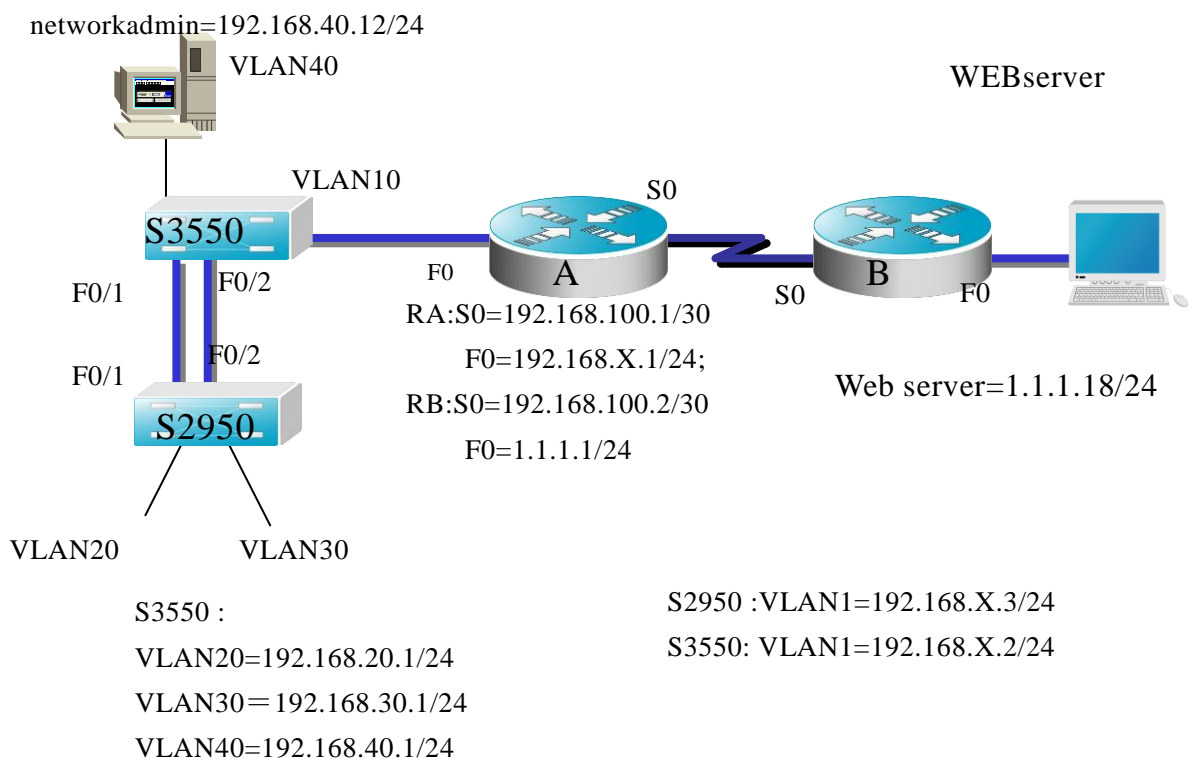 networkadmin=192.168.40.12/24
VLAN40
WEBserver
VLAN10
S0
S3550
A
B
F0
S0
F0
F0/1
F0/2
RA:S0=192.168.100.1/30
F0=192.168.X.1/24;
RB:S0=192.168.100.2/30
F0=1.1.1.1/24
F0/1
F0/2
Web server=1.1.1.18/24
S2950
VLAN20
VLAN30
S3550 :
VLAN20=192.168.20.1/24
VLAN30＝192.168.30.1/24
VLAN40=192.168.40.1/24
S2950 :VLAN1=192.168.X.3/24
S3550: VLAN1=192.168.X.2/24